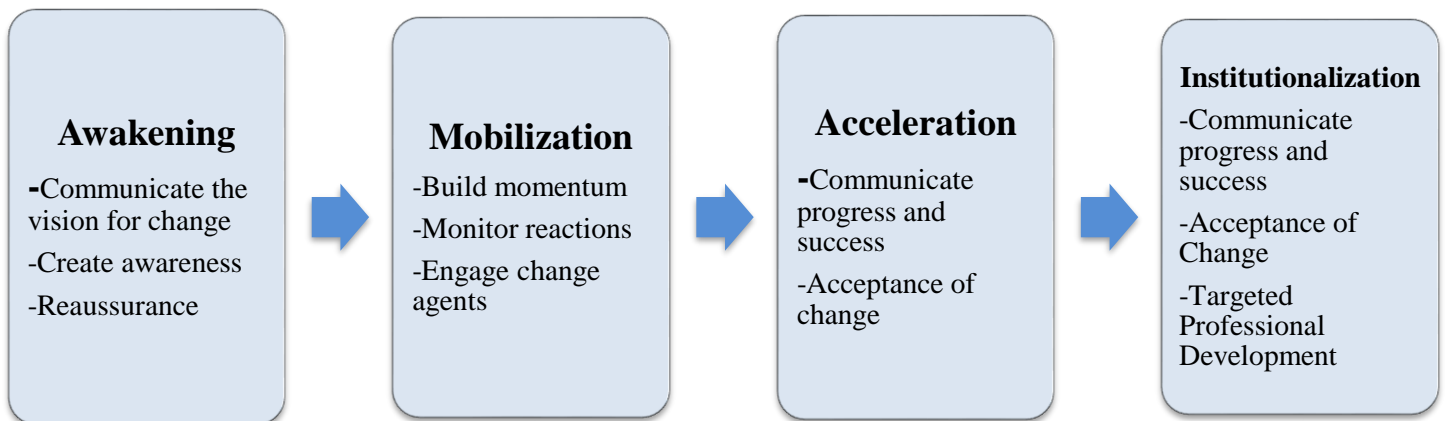 Awakening
-Communicate the
vision for change
-Create awareness
-Reaussurance
Mobilization
-Build momentum
-Monitor reactions
-Engage change
agents
Acceleration
-Communicate
progress and
success
-Acceptance of
change
Institutionalization
-Communicate
progress and
success
-Acceptance of
Change
-Targeted
Professional
Development